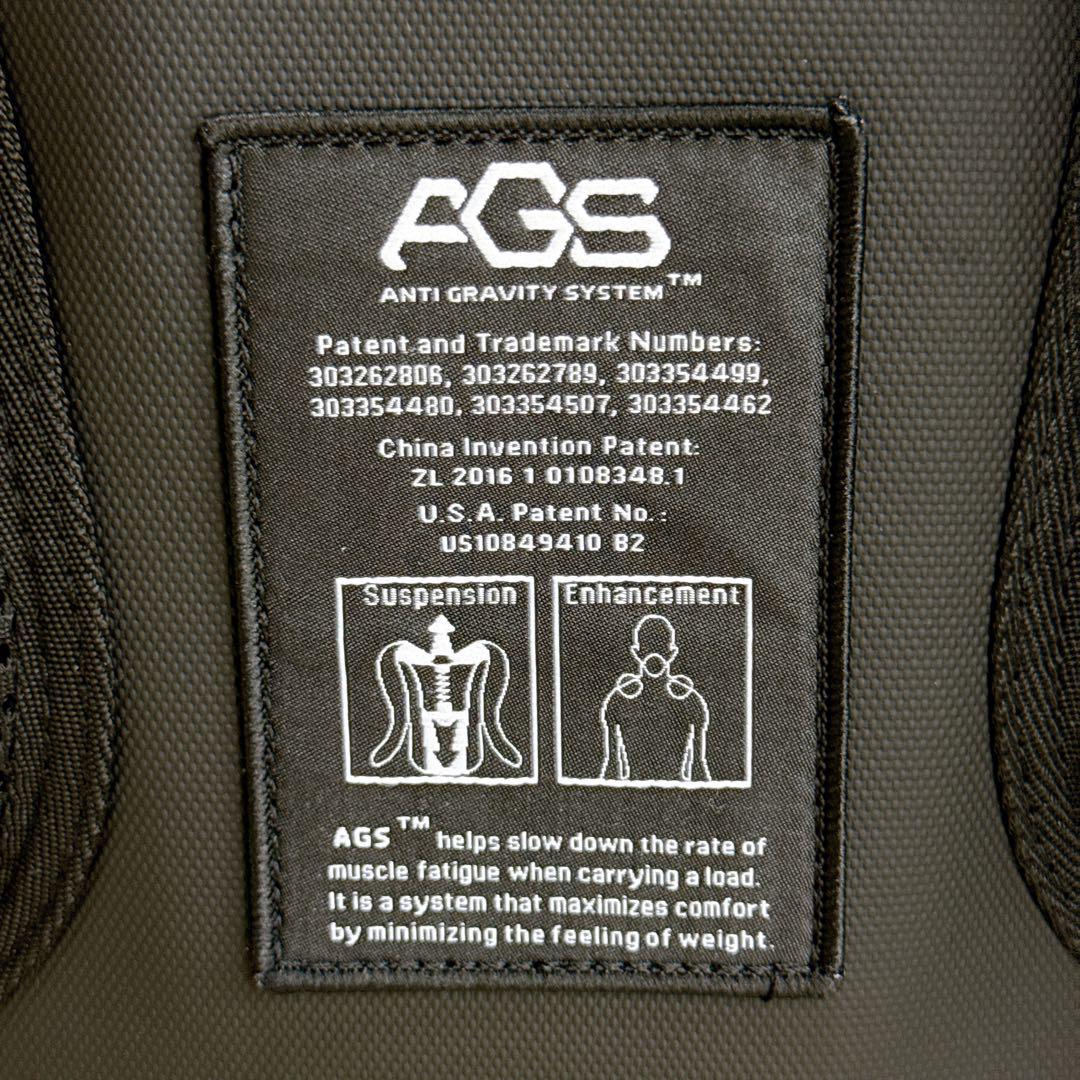 AGS
ANTI GRAVITY SYSTEM™
Patent and Trademark Numbers:
303262806, 303262789, 303354499,
303354480, 303354507, 303354462
China Invention Patent:
ZL 2016 1 0108348.1
U.S.A. Patent No.:
US10849410 B2
Suspension
Enhancement
AGS™ helps slow down the rate of
muscle fatigue when carrying a load.
It is a system that maximizes comfort
by minimizing the feeling of weight.